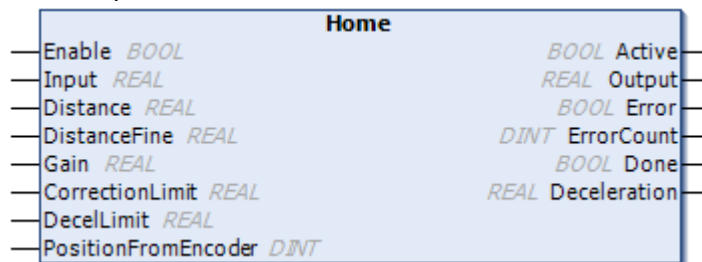 Home
Enable BOOL BOOL Active
Input REAL REAL Output
Distance REAL BOOL Error
DistanceFine REAL DINT ErrorCount
Gain REAL BOOL Done
CorrectionLimit REAL REAL Deceleration
DecelLimit REAL
PositionFromEncoder DINT